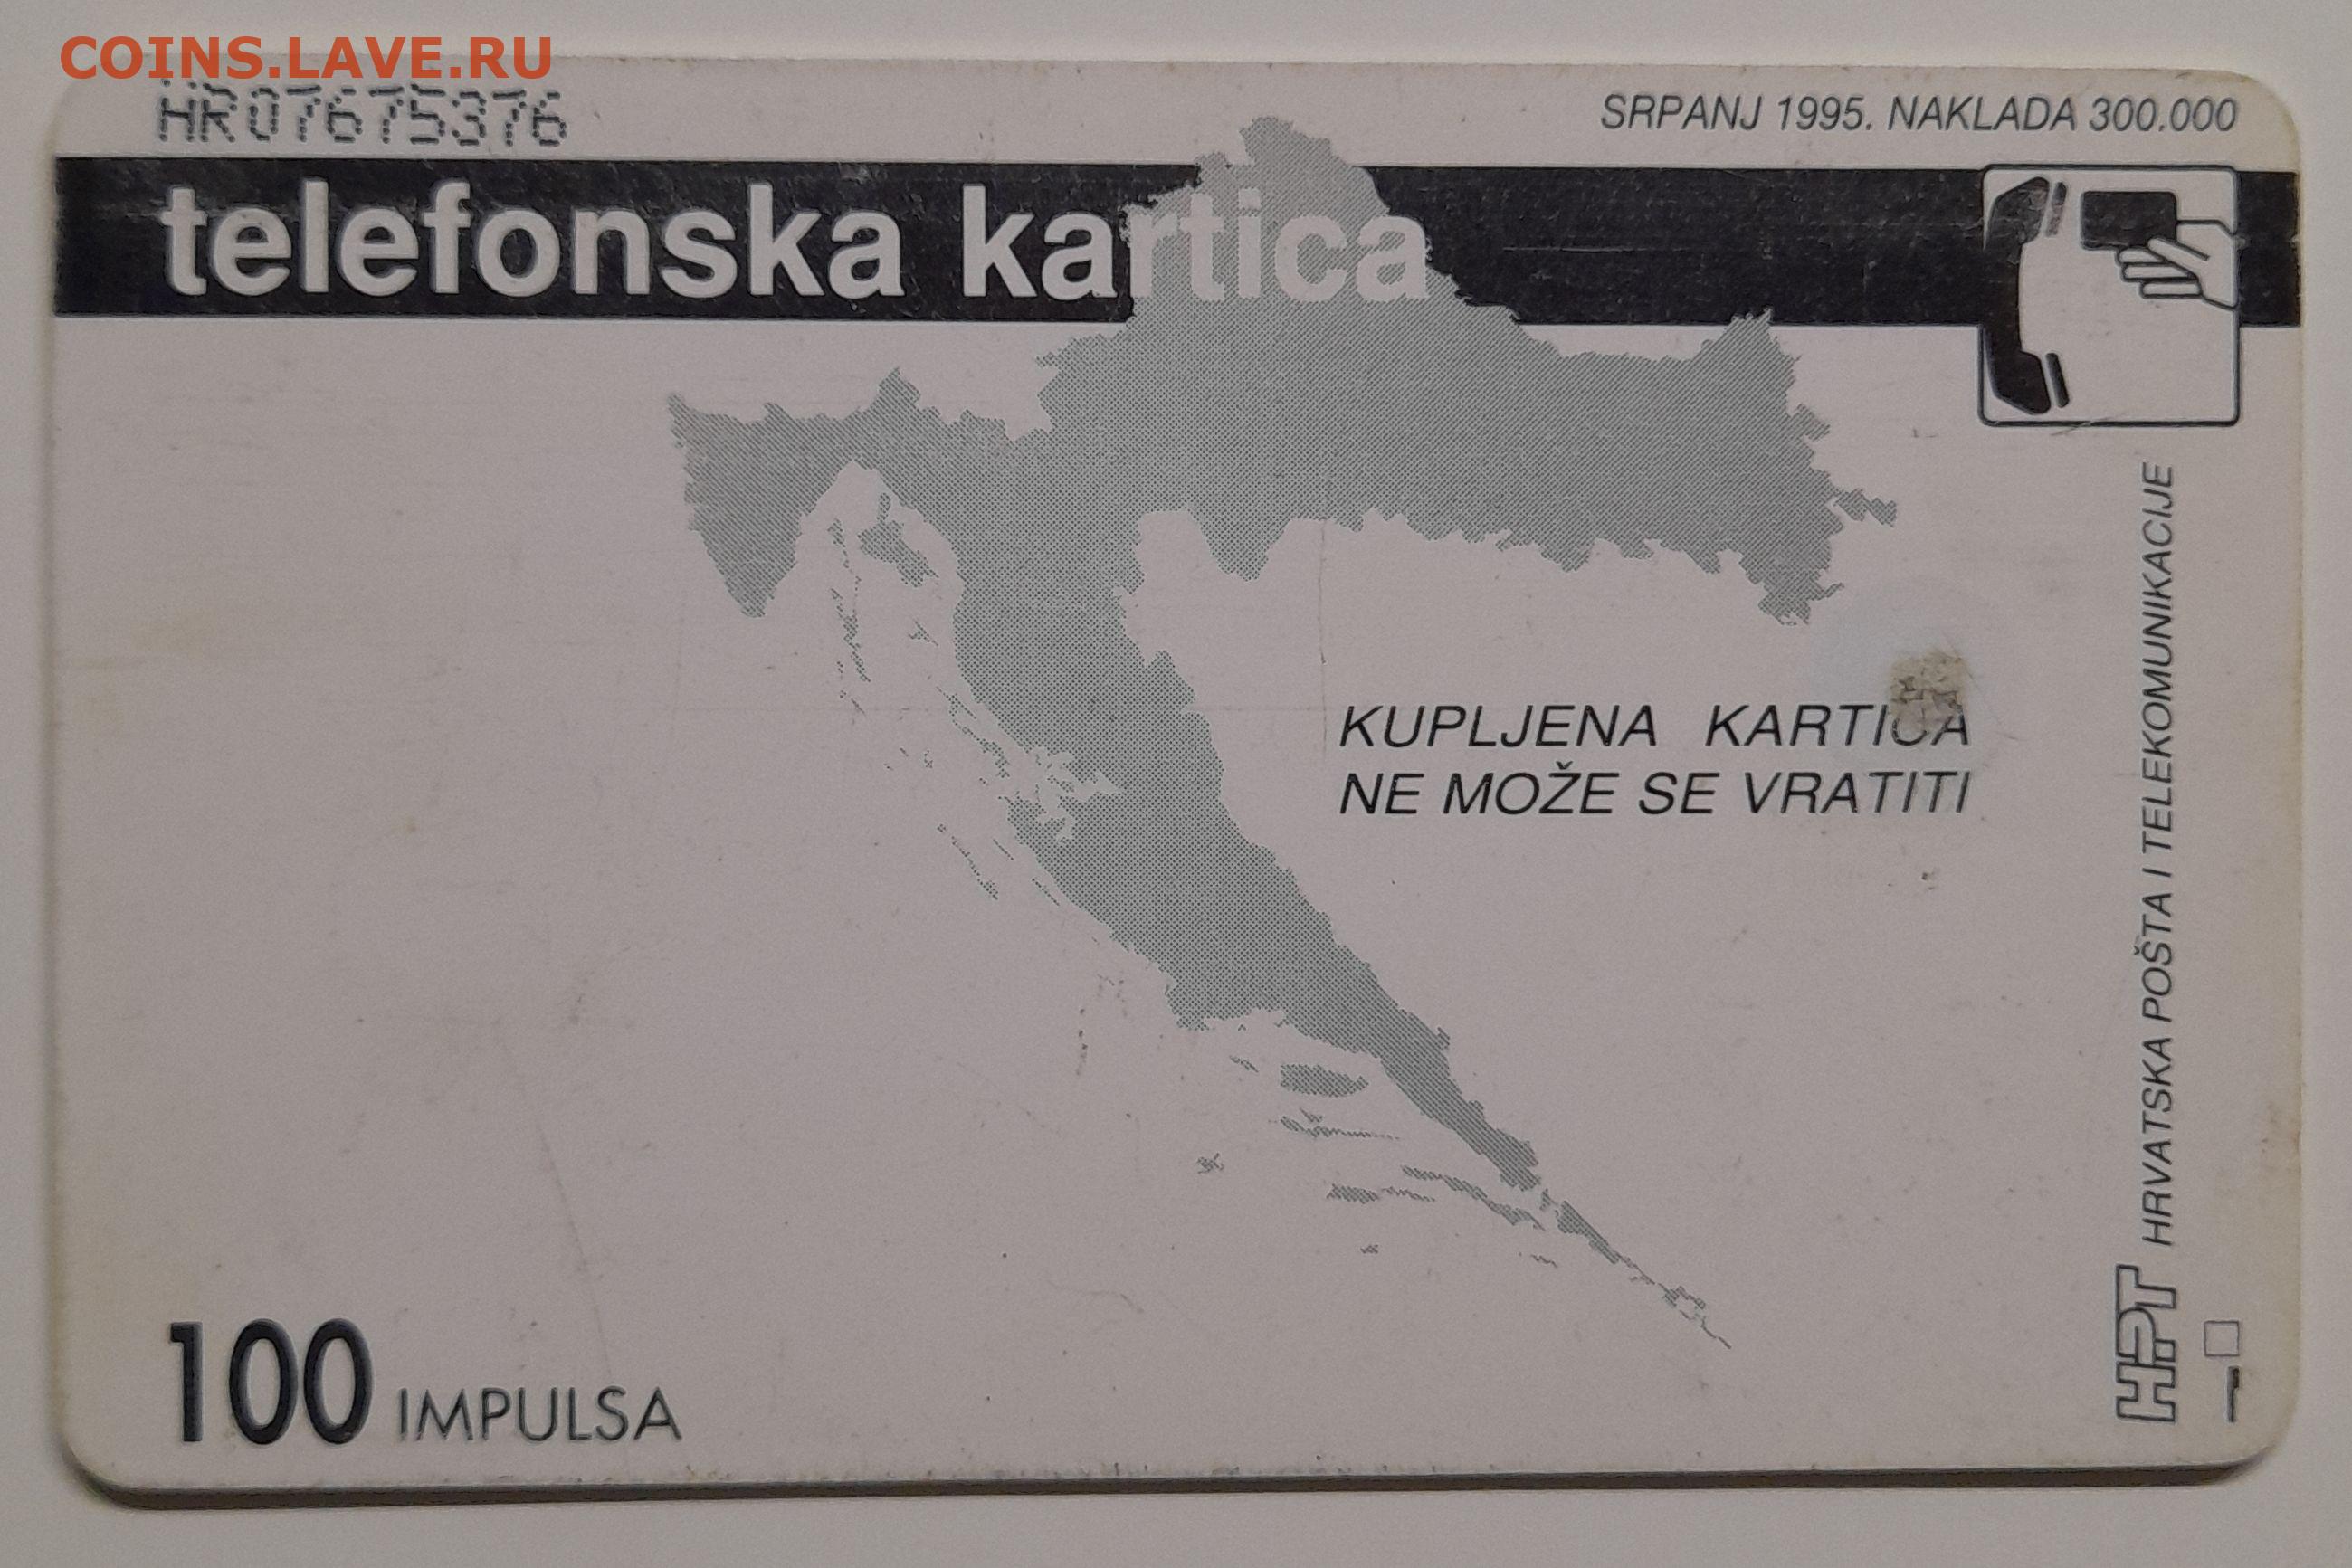 COINS.LAVE.RU
HR07675376
SRPANJ 1995. NAKLADA 300.000
telefonska kartica
KUPLJENA KARTICA
NE MOŽE SE VRATITI
HPT HRVATSKA POŠTA I TELEKOMUNIKACIJE
100 IMPULSA